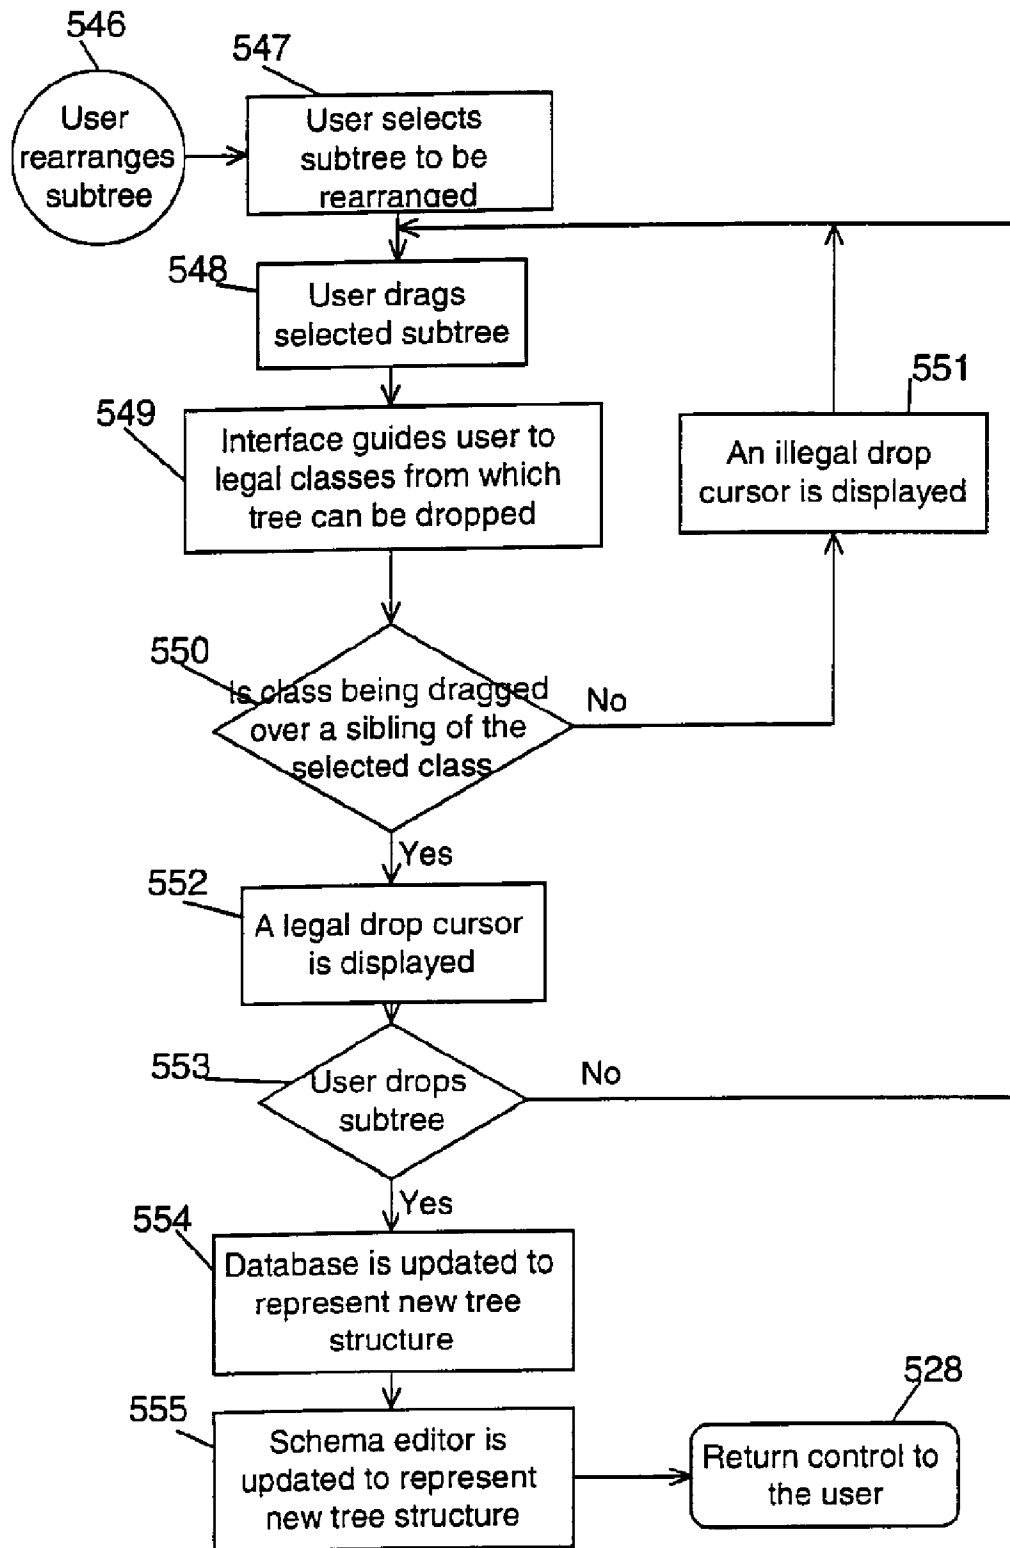 546
User
rearranges
subtree
547
User selects
subtree to be
rearranged
548
User drags
selected subtree
549
Interface guides user to
legal classes from which
tree can be dropped
551
An illegal drop
cursor is displayed
550
Is class being dragged
over a sibling of the
selected class
No
Yes
552
A legal drop cursor
is displayed
553
User drops
subtree
No
Yes
554
Database is updated to
represent new tree
structure
555
Schema editor is
updated to represent
new tree structure
528
Return control to
the user